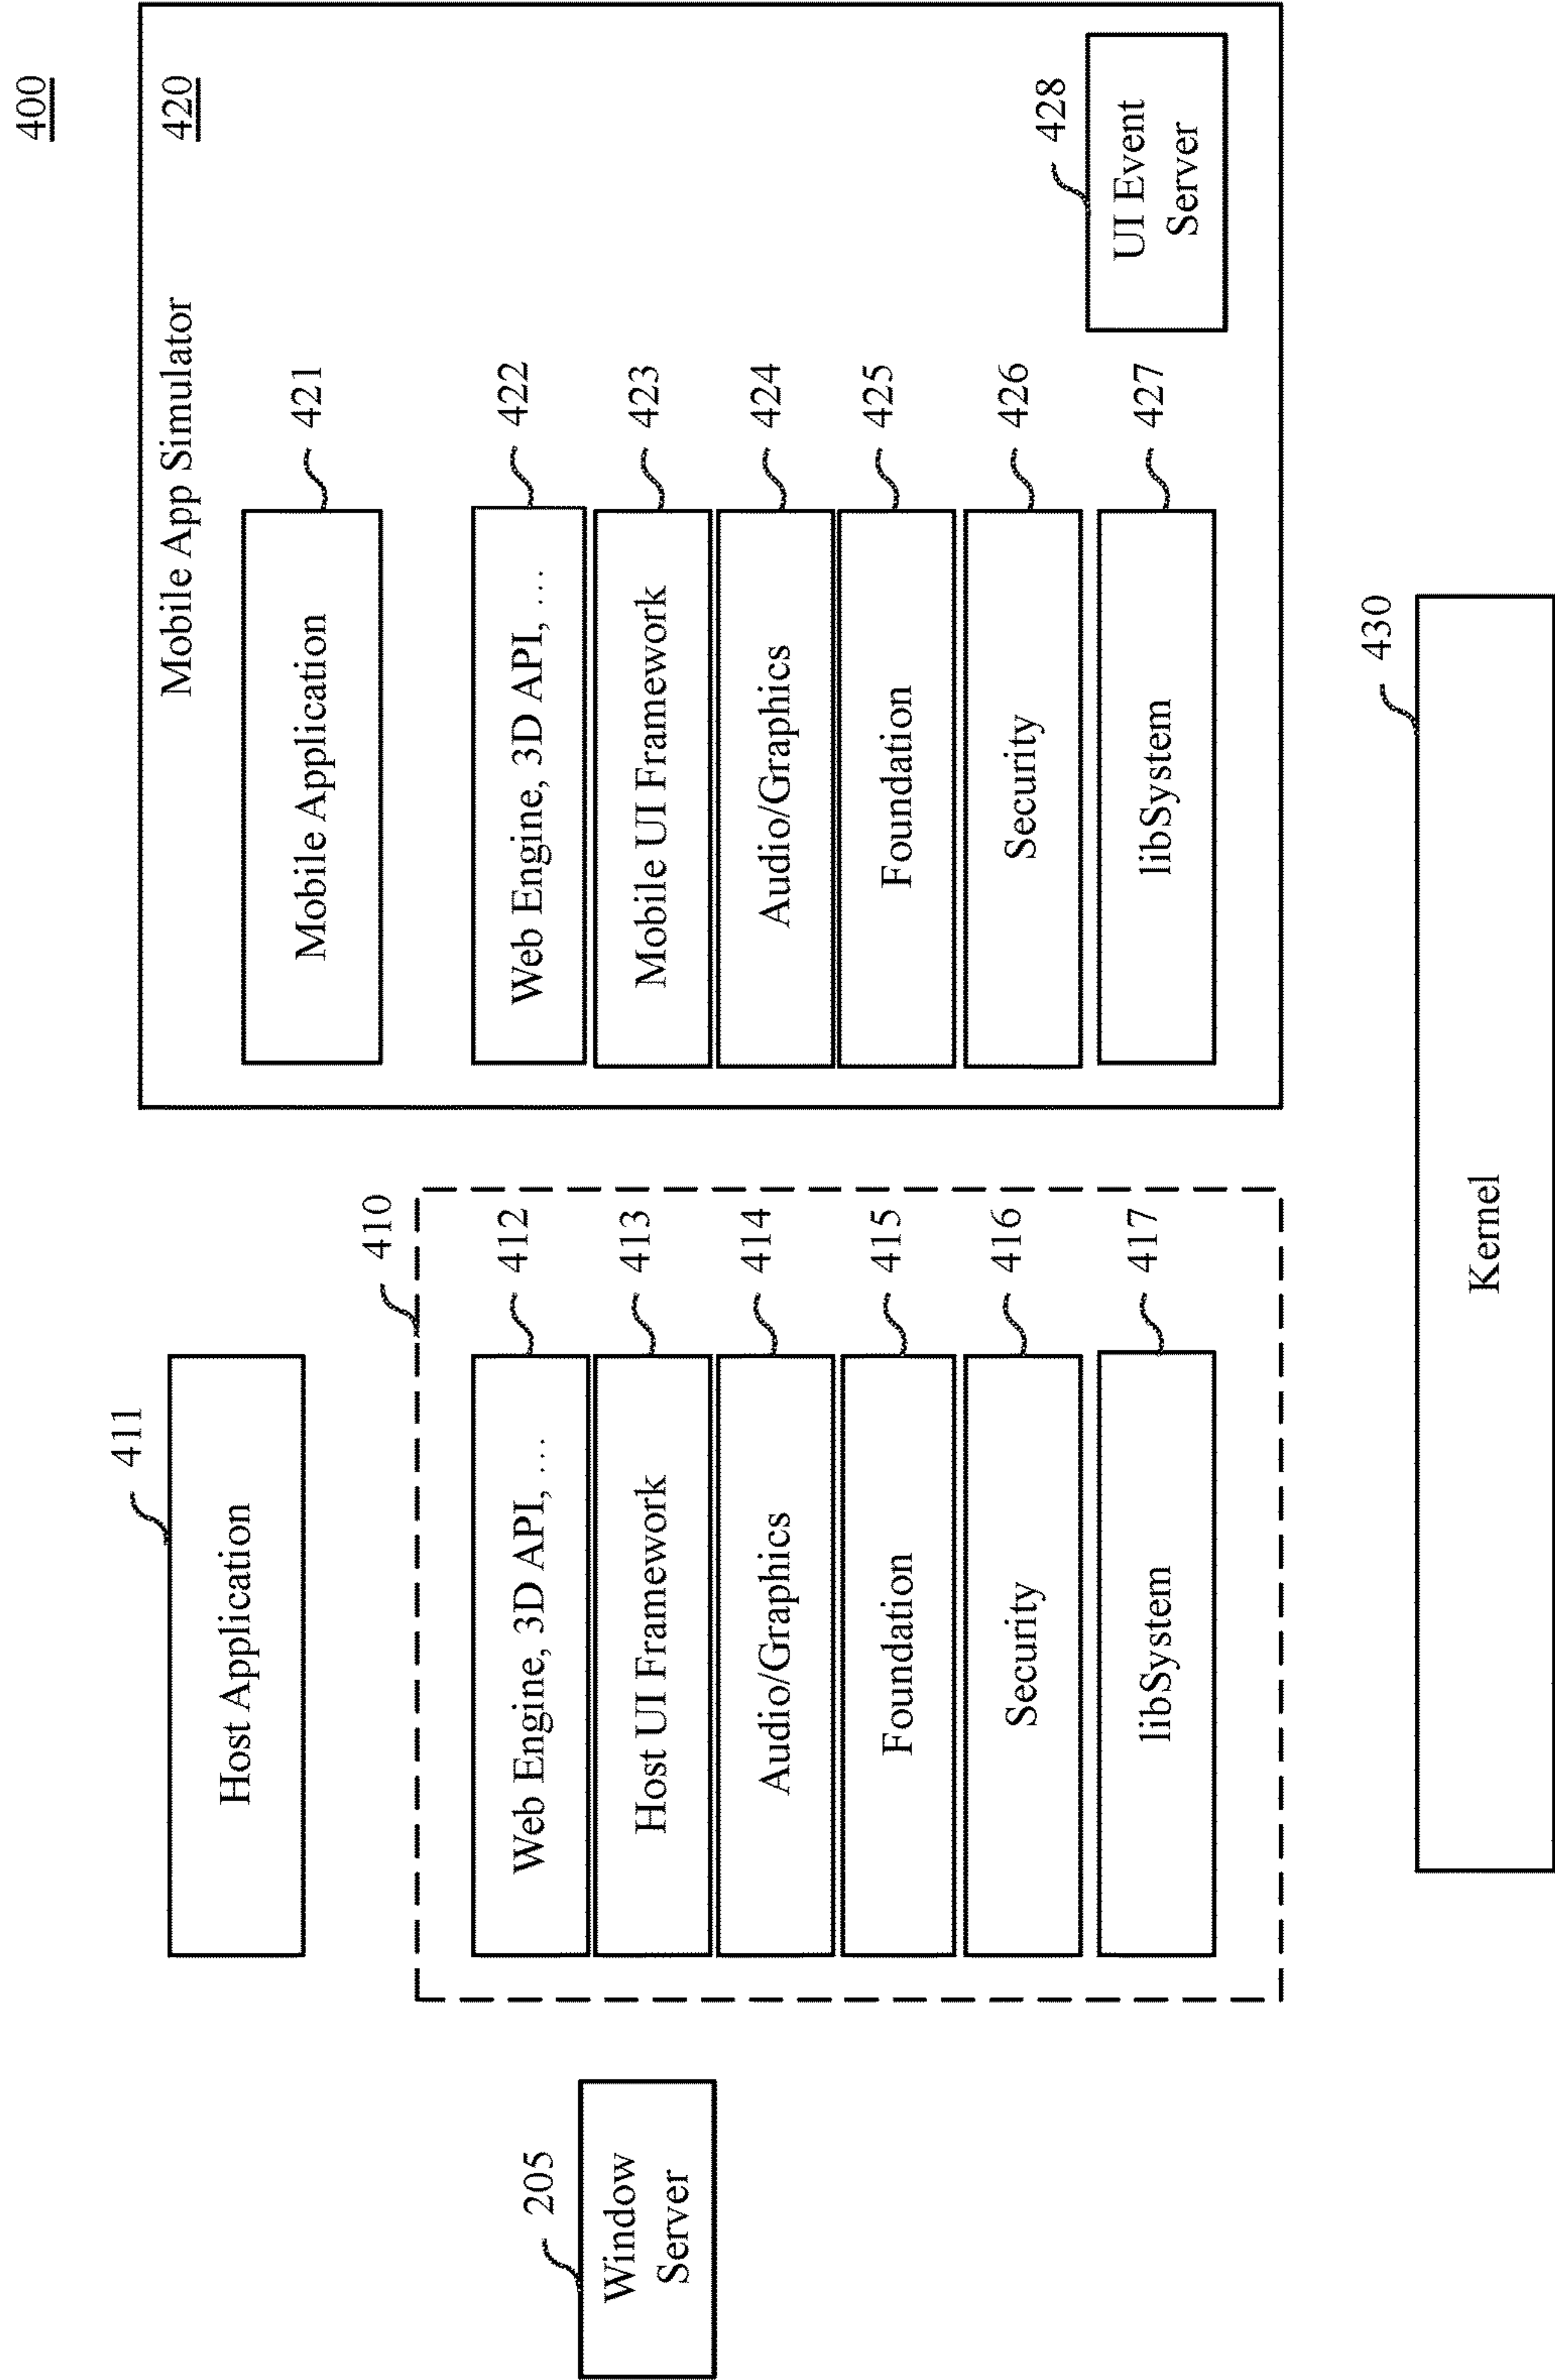 400
Mobile App Simulator
420
411
Host Application
421
Mobile Application
410
412
Web Engine, 3D API, …
422
Web Engine, 3D API, …
205
Window
Server
413
Host UI Framework
423
Mobile UI Framework
414
Audio/Graphics
424
Audio/Graphics
415
Foundation
425
Foundation
416
Security
426
Security
417
libSystem
427
libSystem
428
UI Event
Server
430
Kernel